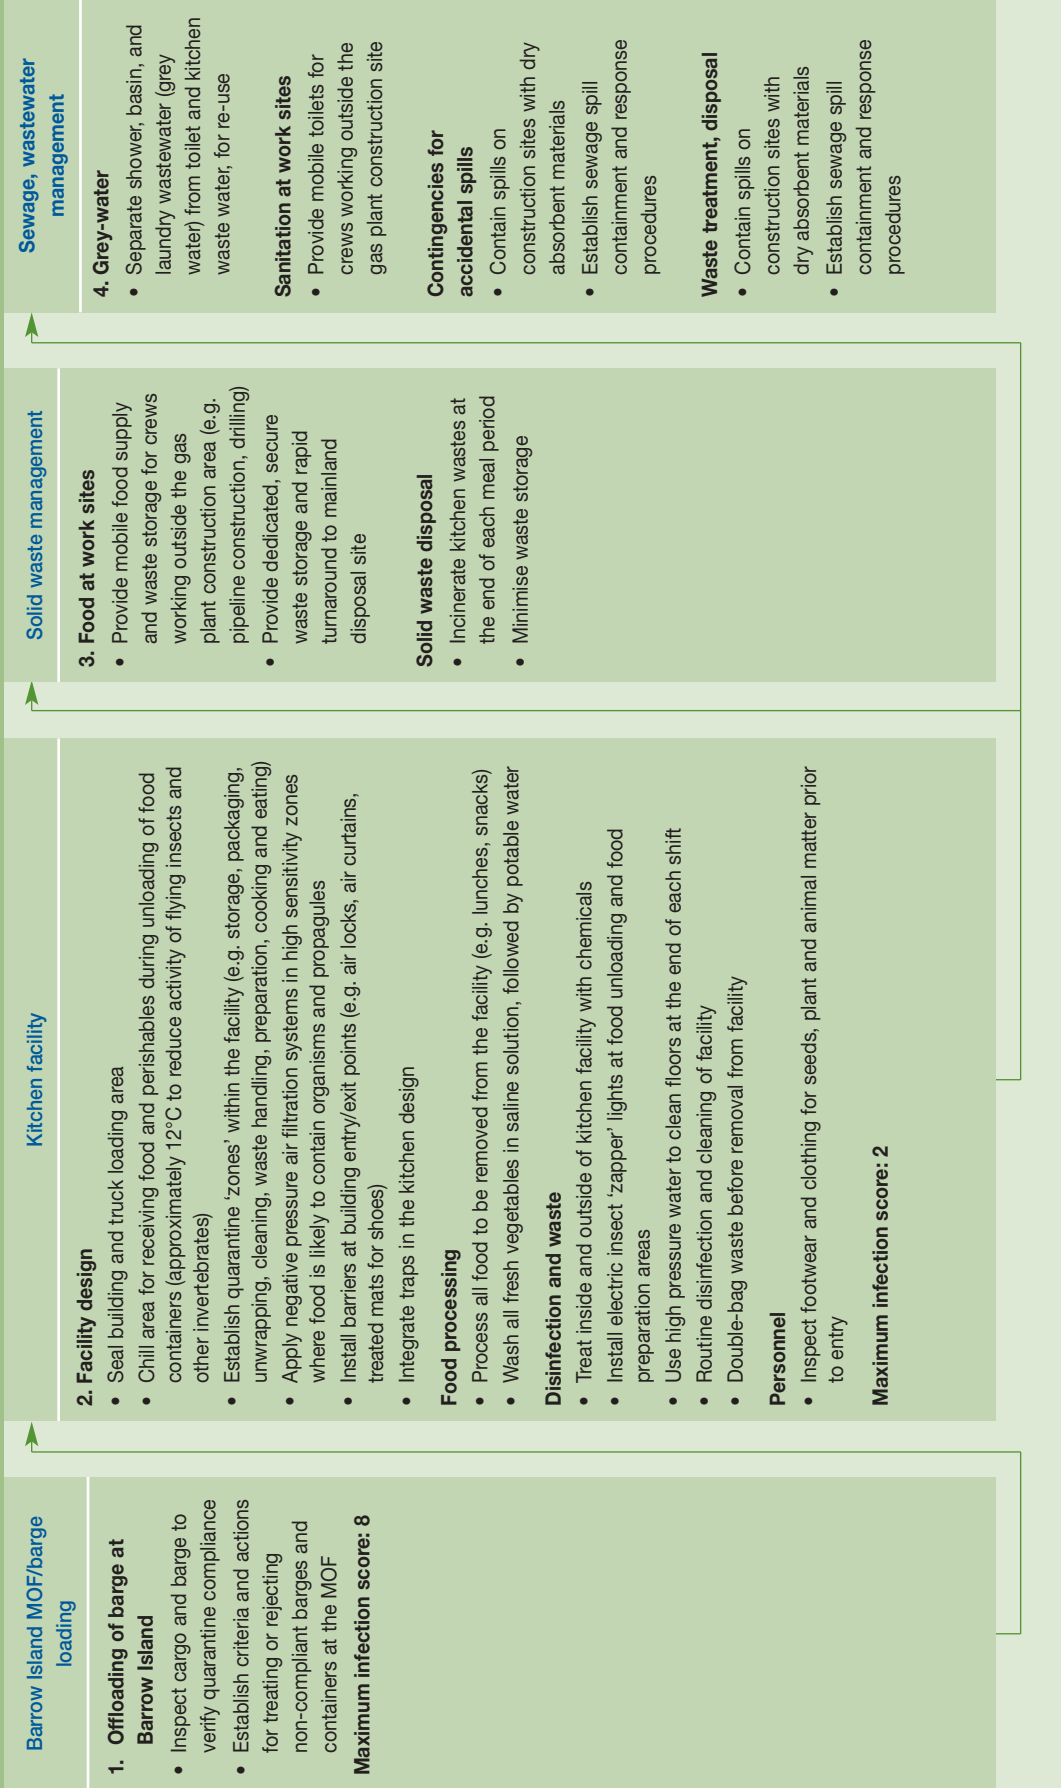 Barrow Island MOF/barge
loading
1. Offloading of barge at
Barrow Island
• Inspect cargo and barge to
verify quarantine compliance
• Establish criteria and actions
for treating or rejecting
non-compliant barges and
containers at the MOF
Maximum infection score: 8
Kitchen facility
2. Facility design
• Seal building and truck loading area
• Chill area for receiving food and perishables during unloading of food
containers (approximately 12°C to reduce activity of flying insects and
other invertebrates)
• Establish quarantine ‘zones’ within the facility (e.g. storage, packaging,
unwrapping, cleaning, waste handling, preparation, cooking and eating)
• Apply negative pressure air filtration systems in high sensitivity zones
where food is likely to contain organisms and propagules
• Install barriers at building entry/exit points (e.g. air locks, air curtains,
treated mats for shoes)
• Integrate traps in the kitchen design
Food processing
• Process all food to be removed from the facility (e.g. lunches, snacks)
• Wash all fresh vegetables in saline solution, followed by potable water
Disinfection and waste
• Treat inside and outside of kitchen facility with chemicals
• Install electric insect ‘zapper’ lights at food unloading and food
preparation areas
• Use high pressure water to clean floors at the end of each shift
• Routine disinfection and cleaning of facility
• Double-bag waste before removal from facility
Personnel
• Inspect footwear and clothing for seeds, plant and animal matter prior
to entry
Maximum infection score: 2
Solid waste management
3. Food at work sites
• Provide mobile food supply
and waste storage for crews
working outside the gas
plant construction area (e.g.
pipeline construction, drilling)
• Provide dedicated, secure
waste storage and rapid
turnaround to mainland
disposal site
Solid waste disposal
• Incinerate kitchen wastes at
the end of each meal period
• Minimise waste storage
Sewage, wastewater
management
4. Grey-water
• Separate shower, basin, and
laundry wastewater (grey
water) from toilet and kitchen
waste water, for re-use
Sanitation at work sites
• Provide mobile toilets for
crews working outside the
gas plant construction site
Contingencies for
accidental spills
• Contain spills on
construction sites with dry
absorbent materials
• Establish sewage spill
containment and response
procedures
Waste treatment, disposal
• Contain spills on
construction sites with
dry absorbent materials
• Establish sewage spill
containment and response
procedures